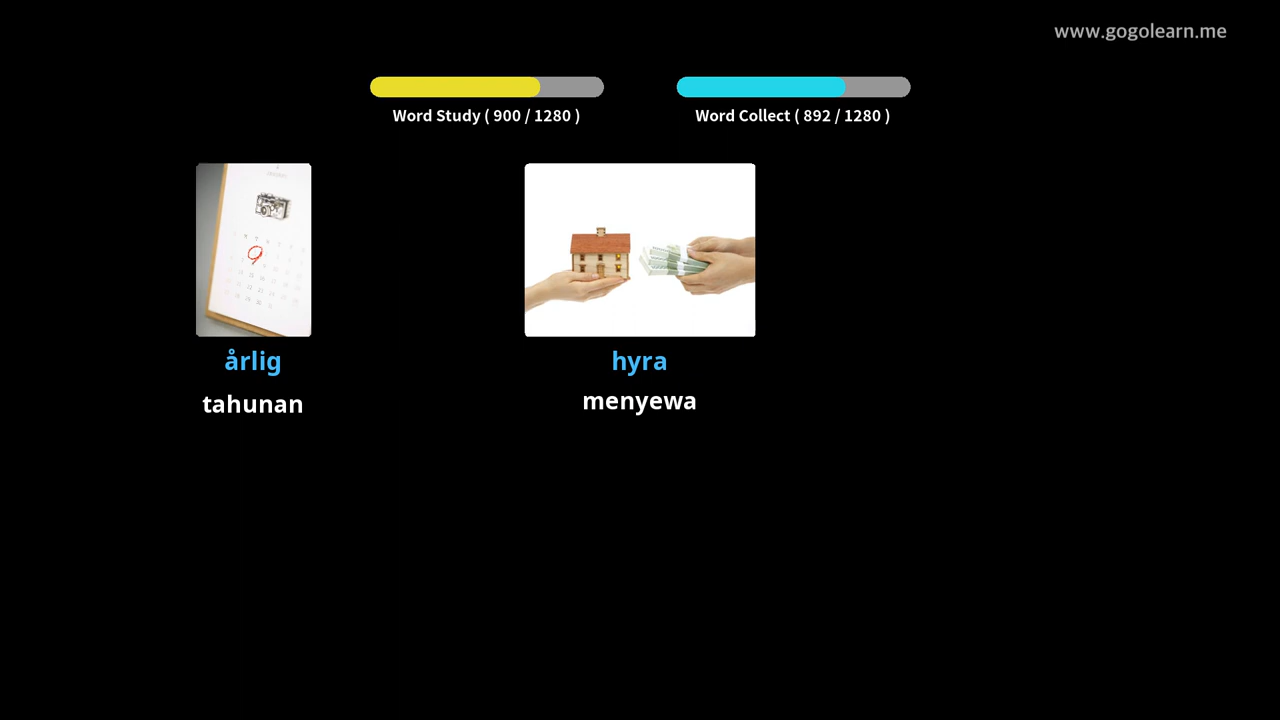 www.gogolearn.me
Word Study ( 900 / 1280 )
Word Collect ( 892 / 1280 )
årlig
tahunan
hyra
menyewa